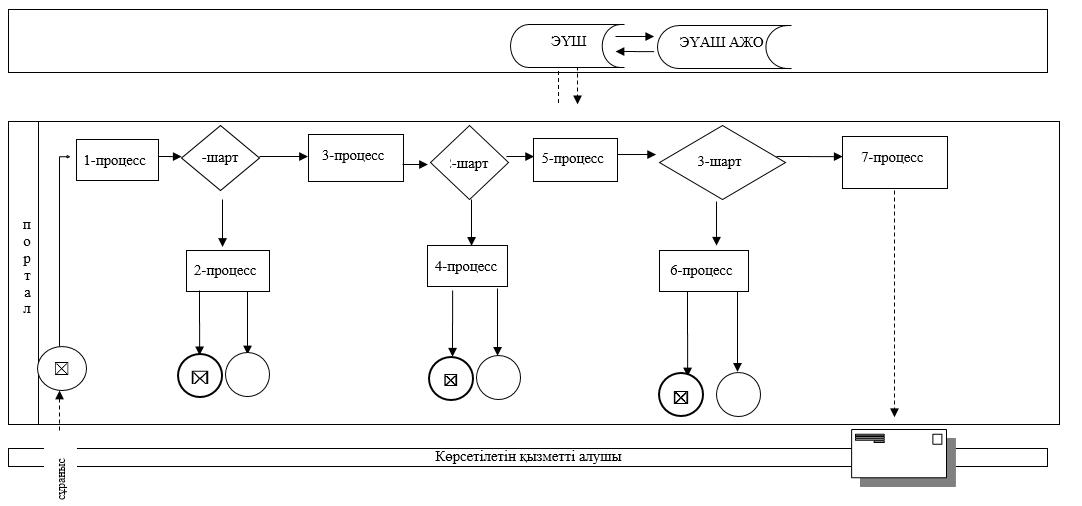 ЭҮШ
ЭҮАШ АЖО
1-процесс
-шарт
3-процесс
2-шарт
5-процесс
3-шарт
7-процесс
портал
2-процесс
4-процесс
6-процесс
сұраныс
Көрсетілетін қызметті алушы